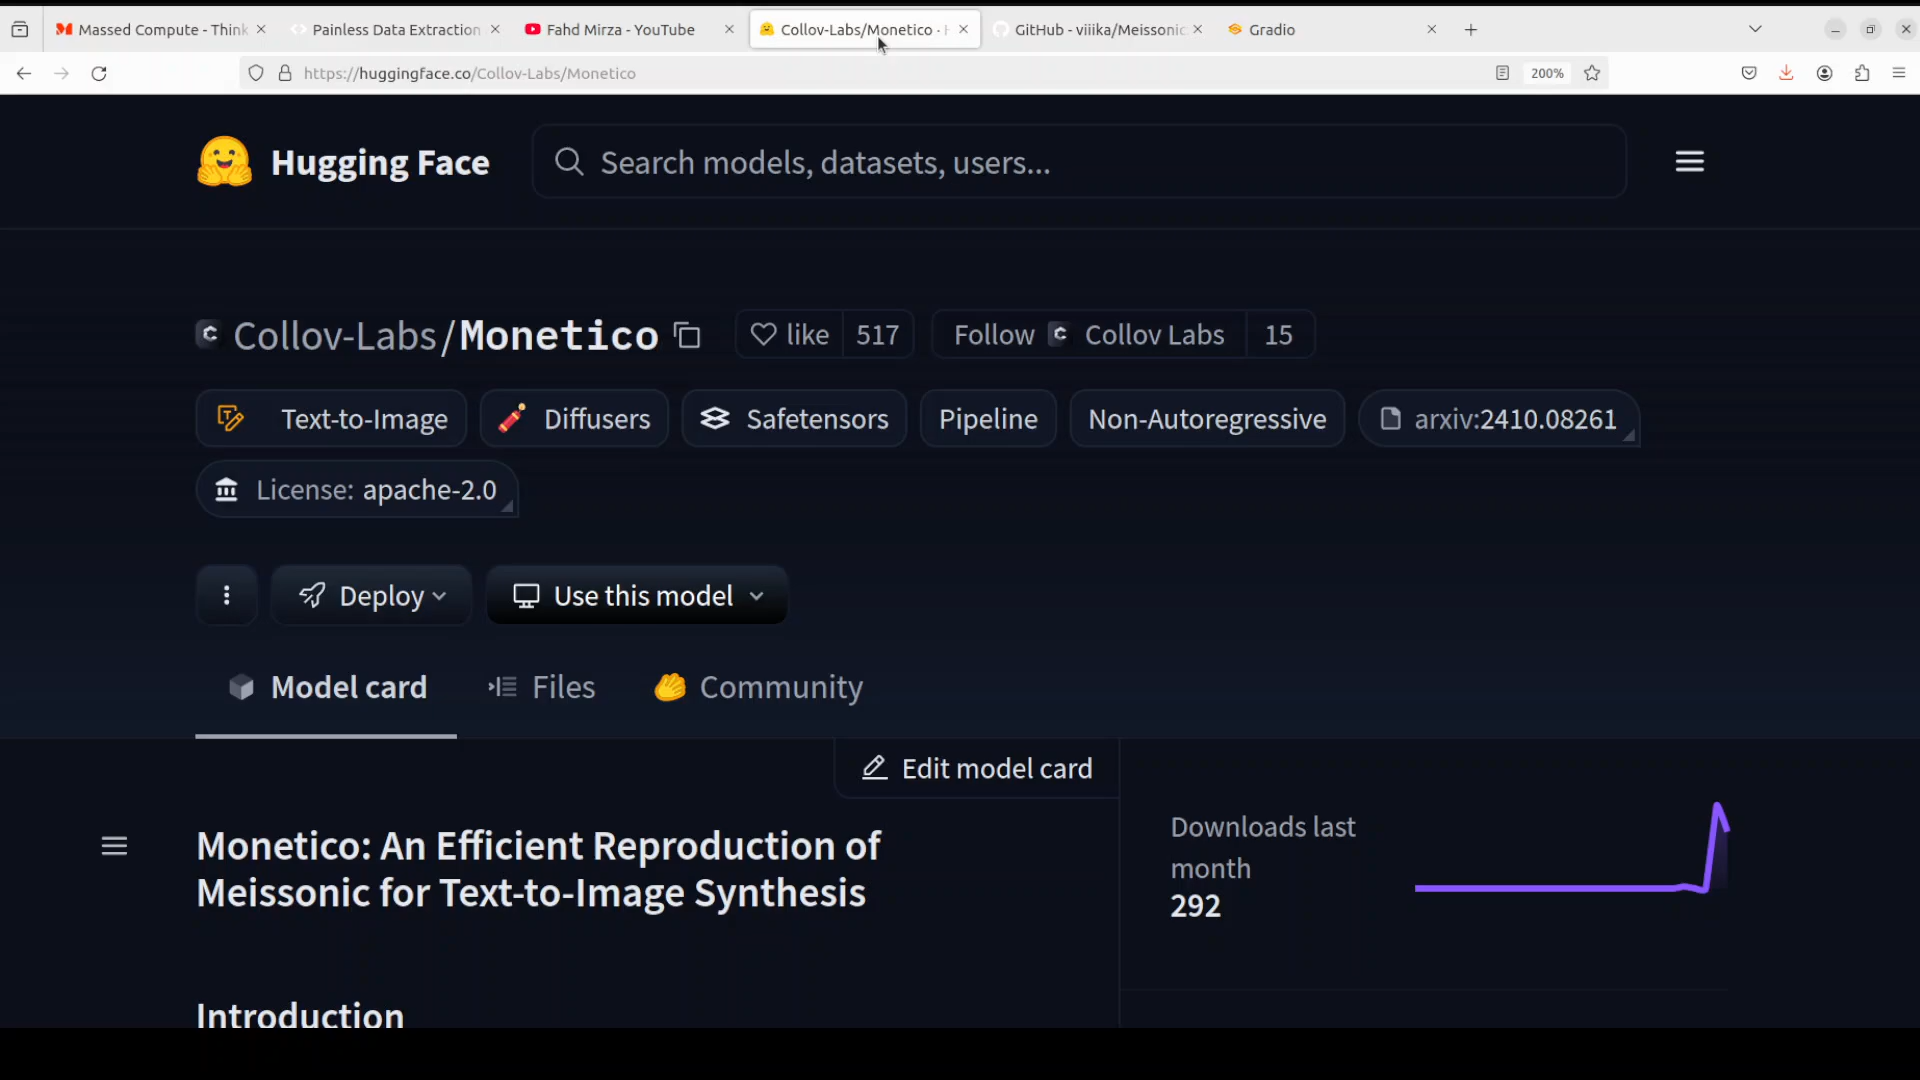 Massed Compute - Think
Painless Data Extraction
Fahd Mirza - YouTube
Collov-Labs/Monetico ·
GitHub - viiika/Meissonic:
Gradio
https://huggingface.co/Collov-Labs/Monetico
200%
Hugging Face
Search models, datasets, users...
Collov-Labs/Monetico
like 517
Follow Collov Labs 15
Text-to-Image
Diffusers
Safetensors
Pipeline
Non-Autoregressive
arxiv:2410.08261
License: apache-2.0
Deploy
Use this model
Model card
Files
Community
Edit model card
Monetico: An Efficient Reproduction of
Meissonic for Text-to-Image Synthesis
Downloads last
month
292
Introduction